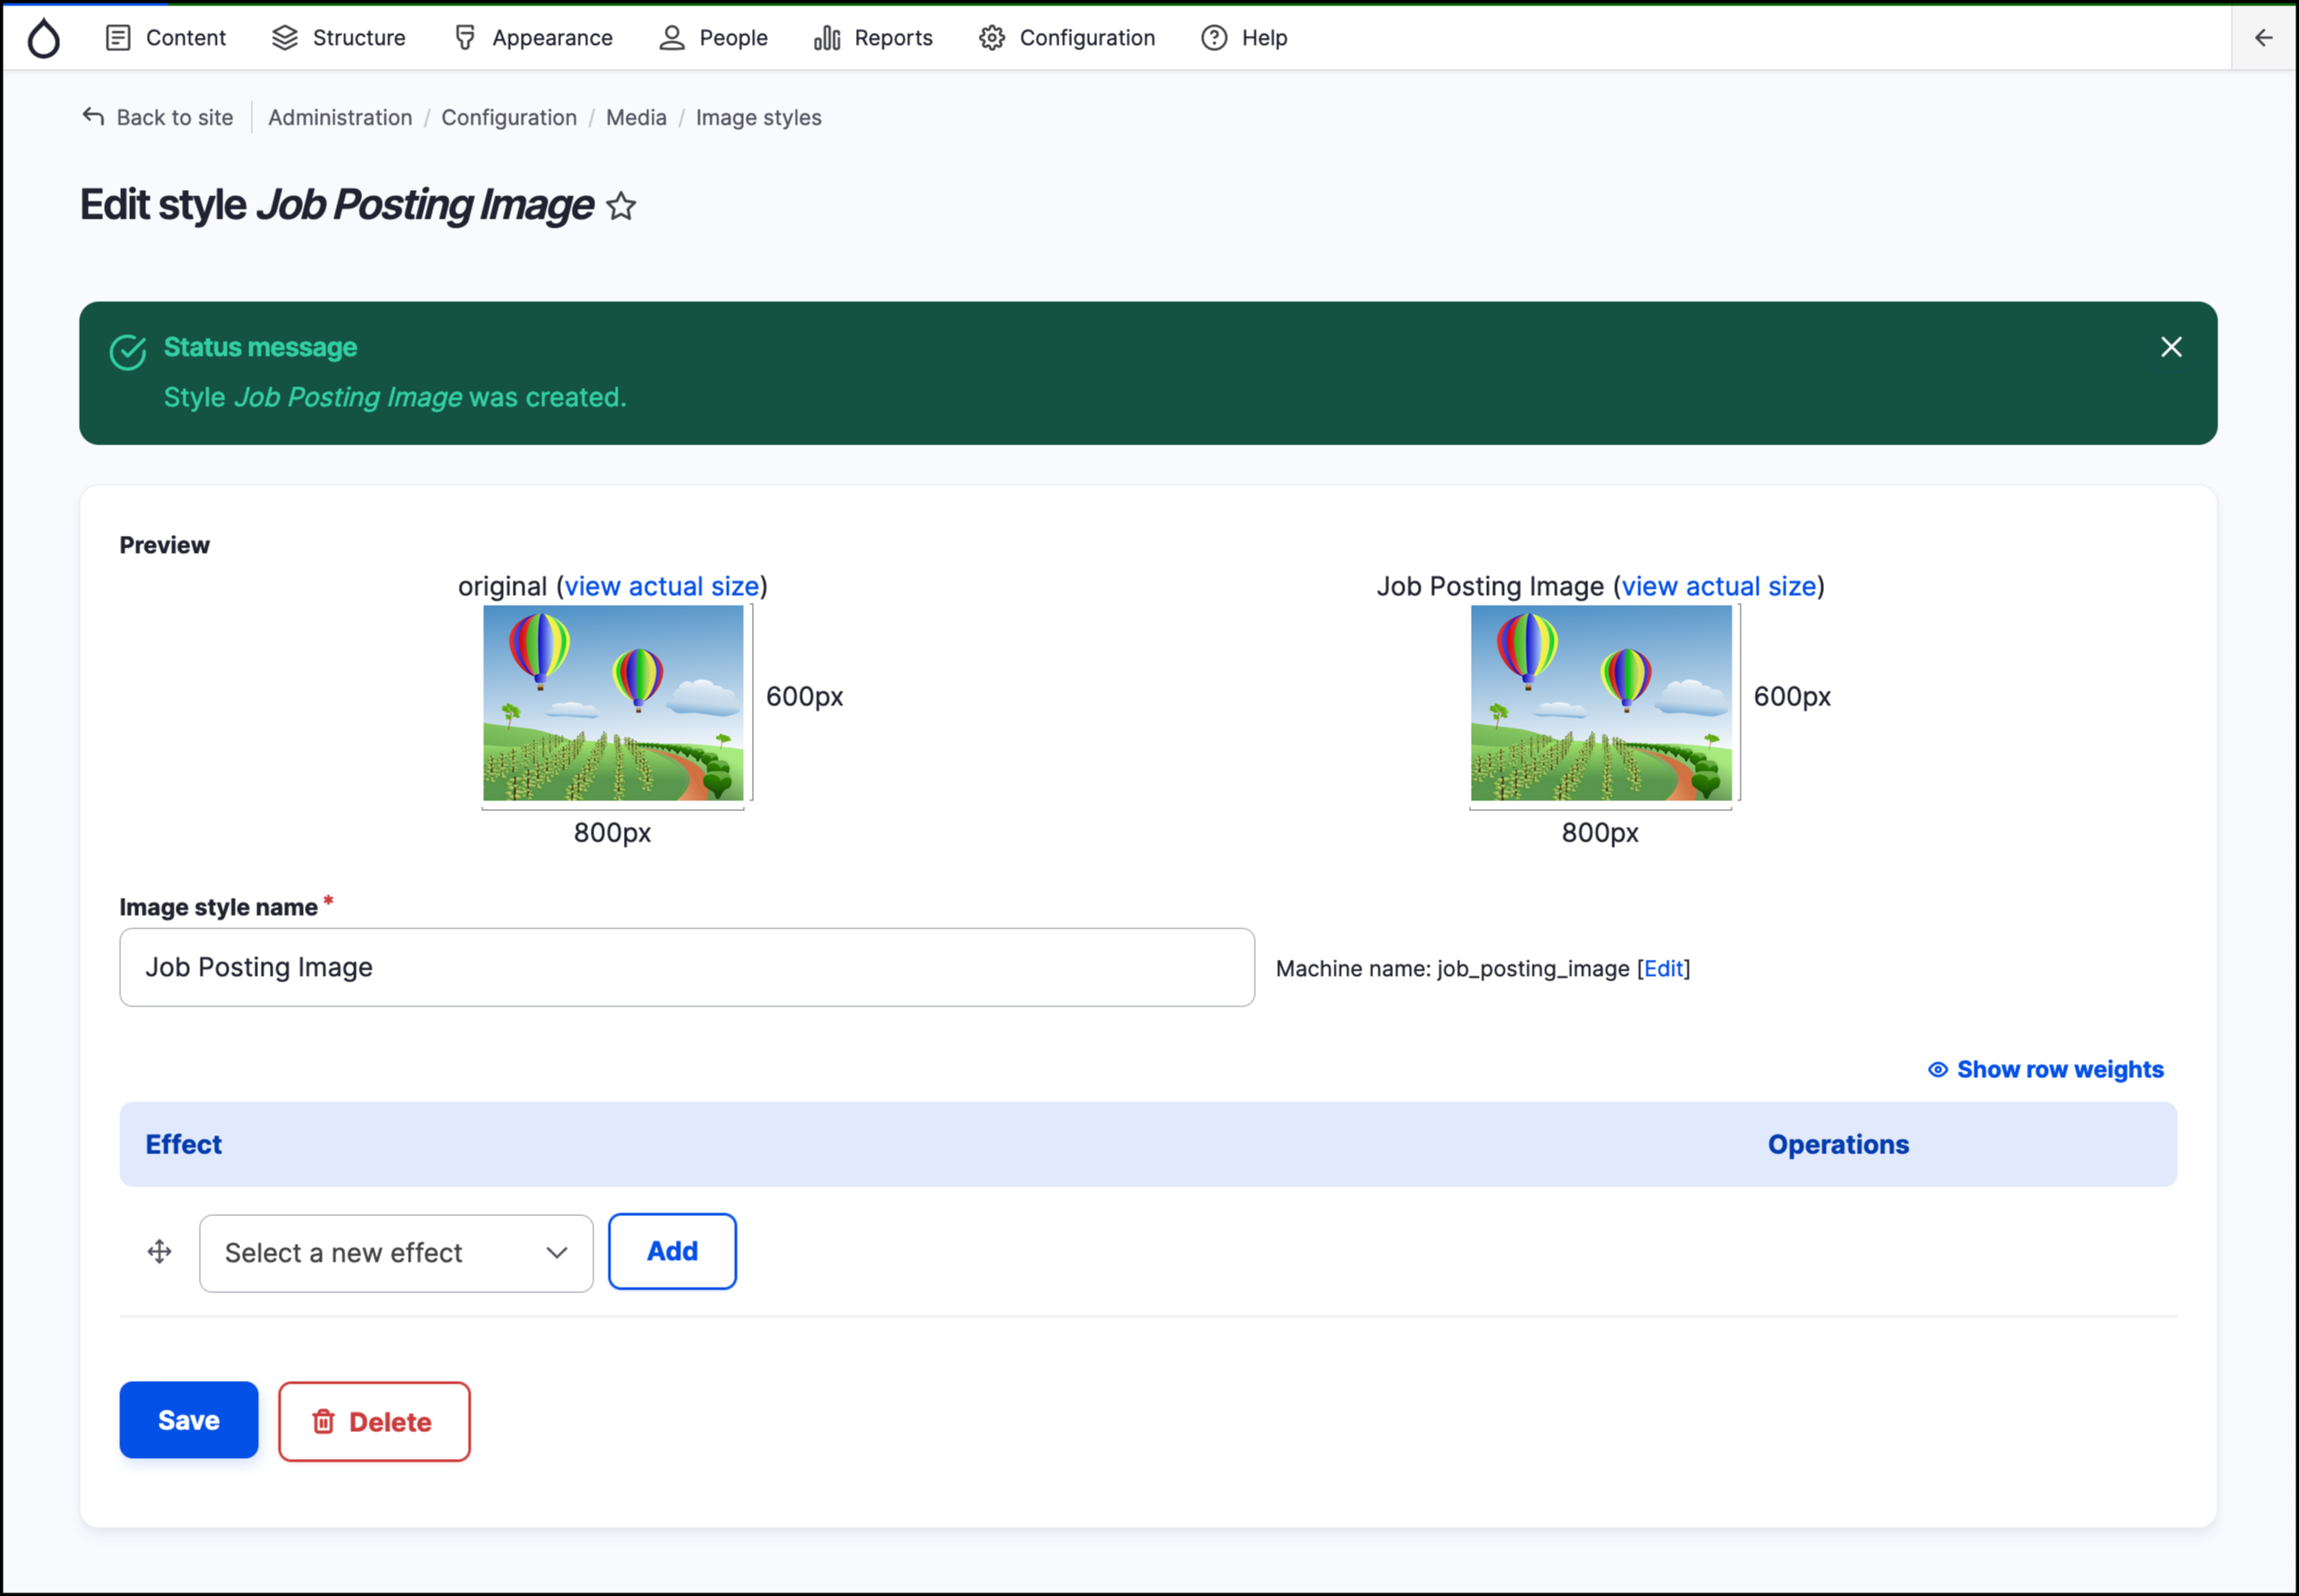 Content Structure Appearance People Reports Configuration Help
Back to site Administration / Configuration / Media / Image styles
Edit style Job Posting Image
Status message
Style Job Posting Image was created.
Preview
original (view actual size)
600px
800px
Job Posting Image (view actual size)
600px
800px
Image style name *
Job Posting Image
Machine name: job_posting_image [Edit]
Show row weights
Effect Operations
Select a new effect Add
Save Delete